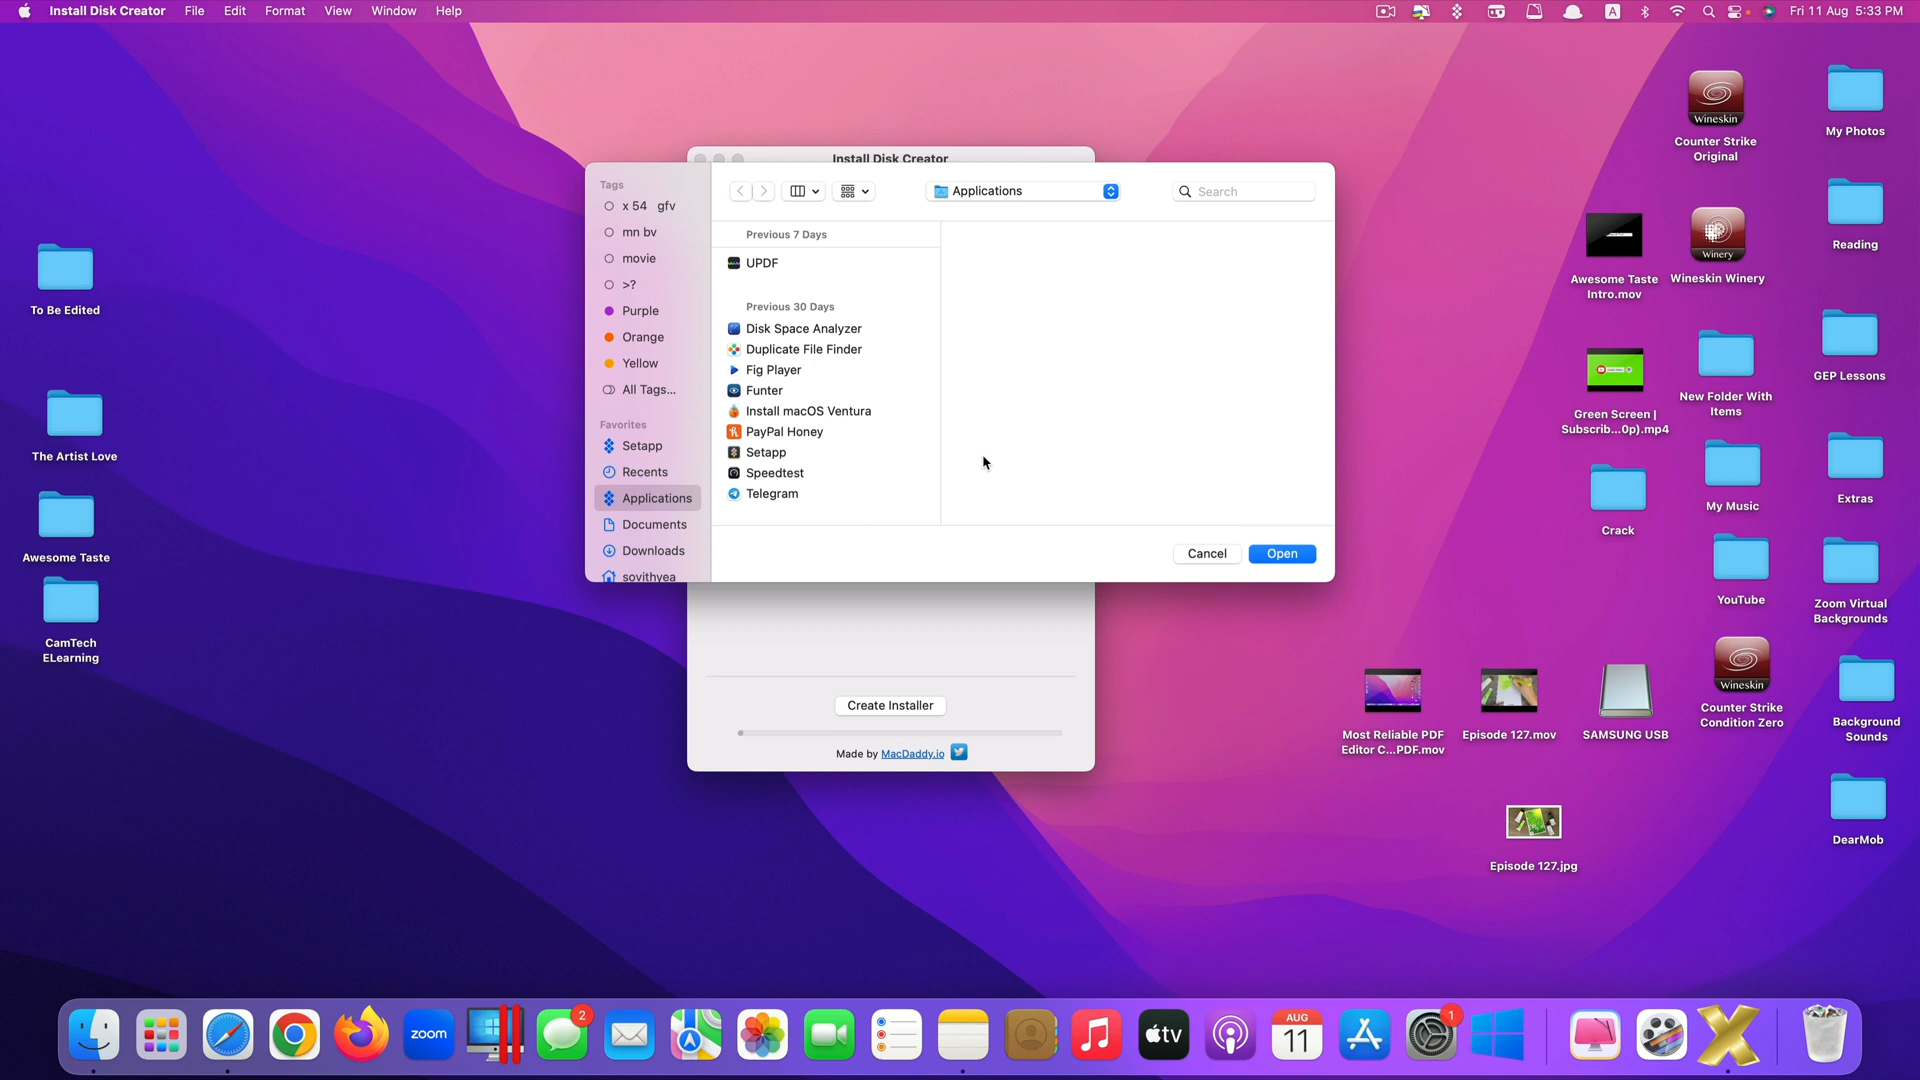 Install Disk Creator File Edit Format View Window Help
A Fri 11 Aug 5:33 PM
Install Disk Creator
Tags
x 54 gfv
mn bv
movie
>?
Purple
Orange
Yellow
All Tags...
Favorites
Setapp
Recents
Applications
Documents
Downloads
sovithyea
Applications
Search
Previous 7 Days
UPDF
Previous 30 Days
Disk Space Analyzer
Duplicate File Finder
Fig Player
Funter
Install macOS Ventura
PayPal Honey
Setapp
Speedtest
Telegram
Cancel Open
Create Installer
Made by MacDaddy.io
To Be Edited
The Artist Love
Awesome Taste
CamTech
ELearning
Wineskin
Counter Strike
Original
My Photos
Reading
Awesome Taste
Intro.mov
Winery
Wineskin Winery
Green Screen |
Subscrib...0p).mp4
New Folder With
Items
GEP Lessons
Crack
My Music
Extras
YouTube
Zoom Virtual
Backgrounds
Most Reliable PDF
Editor C...PDF.mov
Episode 127.mov
SAMSUNG USB
Wineskin
Counter Strike
Condition Zero
Background
Sounds
Episode 127.jpg
DearMob
zoom
2
tv
AUG
11
1